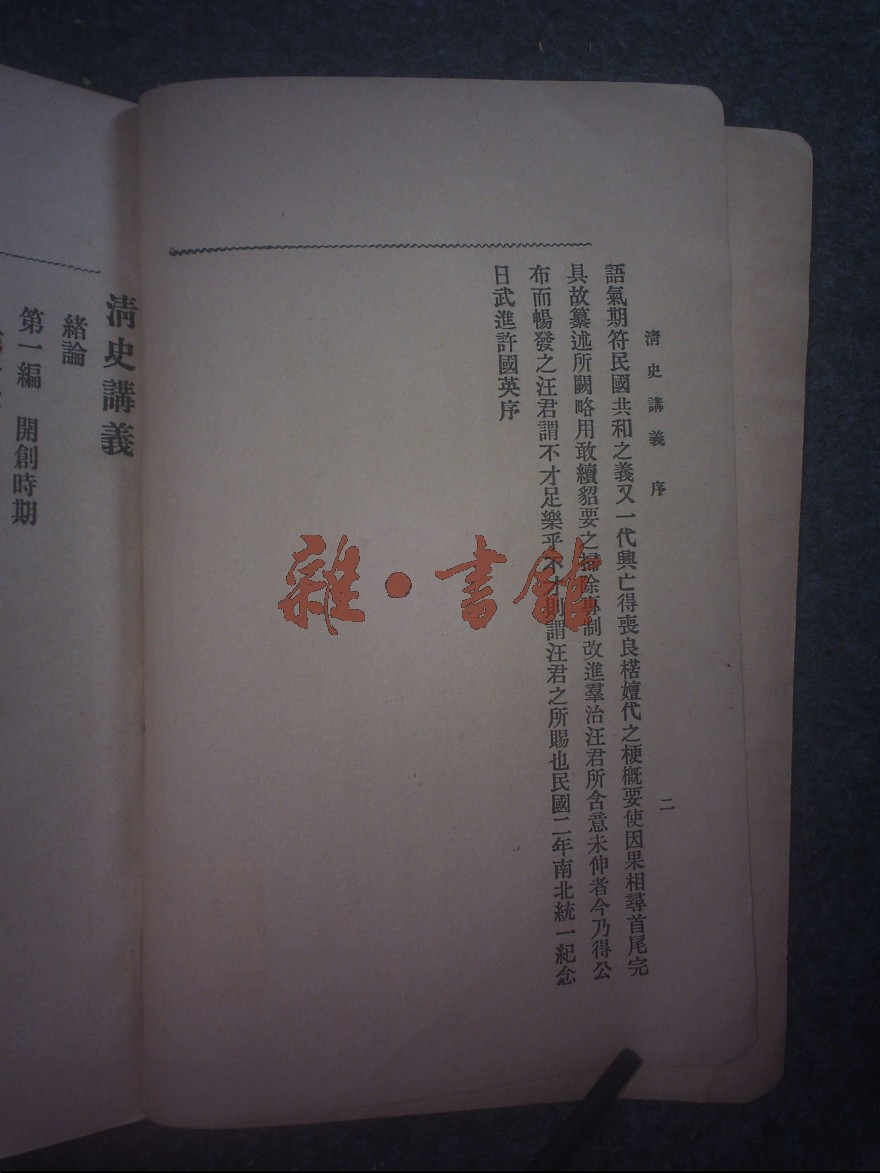 清史講義 序
二
語氣期符民國共和之義又一代興亡得喪良楛嬗代之梗概要使因果相尋首尾完
具故纂述所闕略用敢續貂要之掃除專制改進羣治汪君所含意未伸者今乃得公
布而暢發之汪君謂不才足樂乎不才則謂汪君之所賜也民國二年南北統一紀念
日武進許國英序
清史講義
緒論
第一編 開創時期
雜·書館